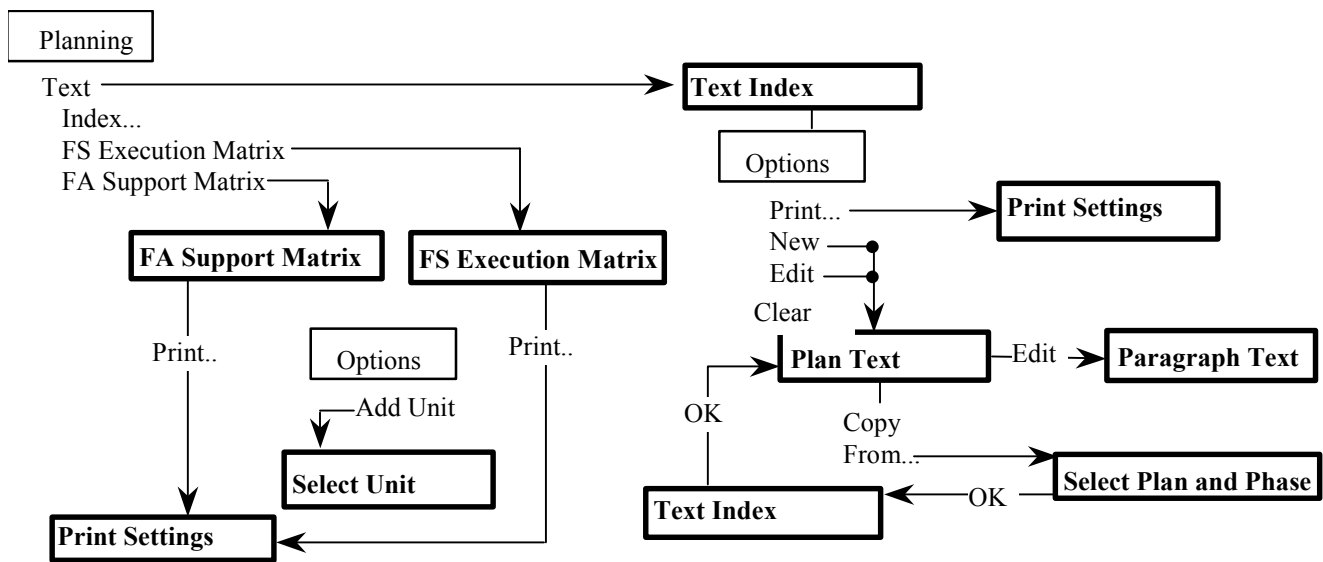 Planning
Text
Index...
FS Execution Matrix
FA Support Matrix
FA Support Matrix
FS Execution Matrix
Print..
Options
Print..
Add Unit
Select Unit
Print Settings
Text Index
Options
Print...
Print Settings
New
Edit
Clear
Plan Text
Edit
Paragraph Text
OK
Copy
From...
Select Plan and Phase
OK
Text Index